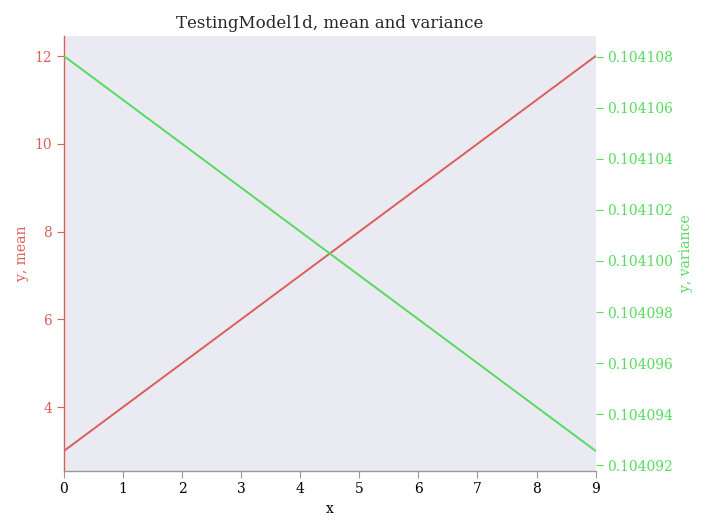 TestingModel1d, mean and variance
12
10
8
6
4
y, mean
0.104108
0.104106
0.104104
0.104102
0.104100
0.104098
0.104096
0.104094
0.104092
y, variance
0 1 2 3 4 5 6 7 8 9
x